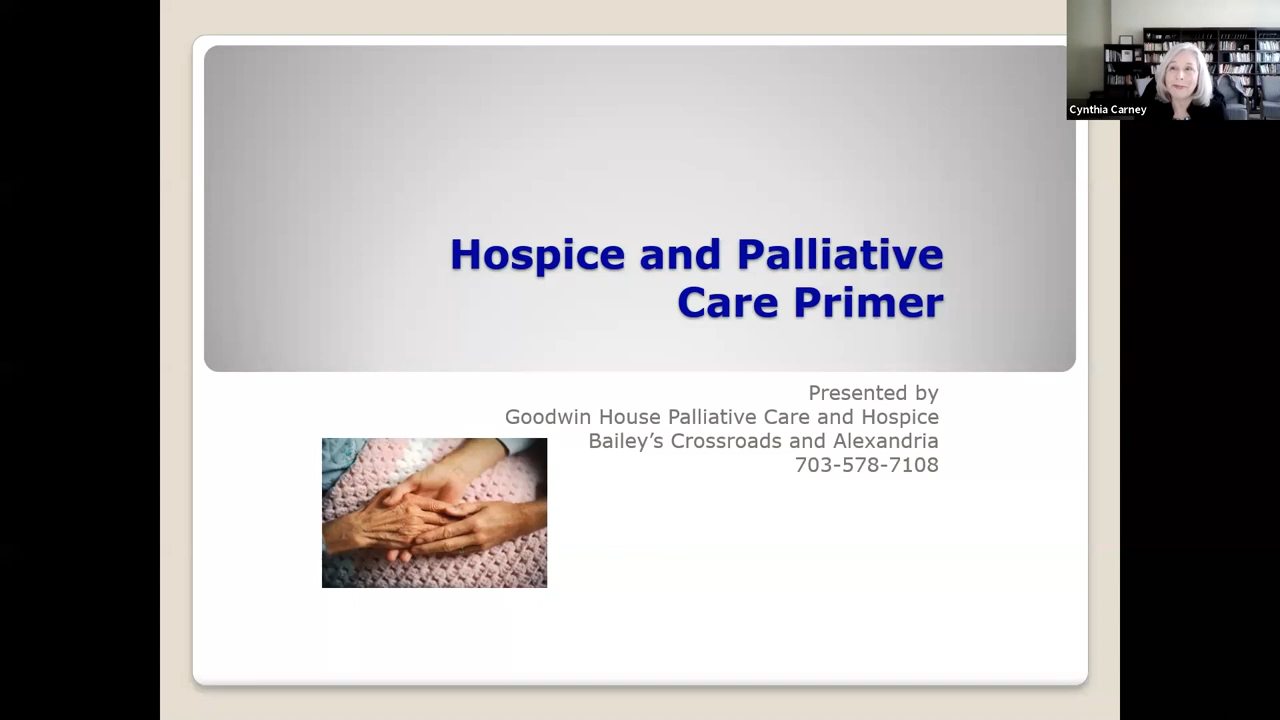 Hospice and Palliative
Care Primer
Presented by
Goodwin House Palliative Care and Hospice
Bailey’s Crossroads and Alexandria
703-578-7108
Cynthia Carney